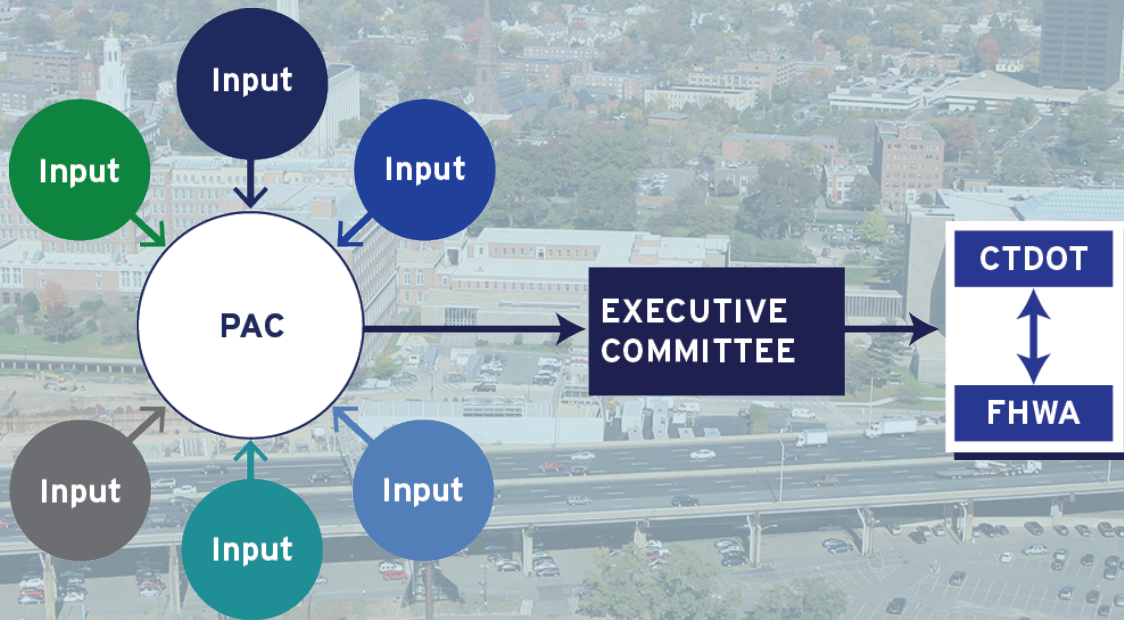 Input
Input
Input
PAC
EXECUTIVE
COMMITTEE
CTDOT
FHWA
Input
Input
Input